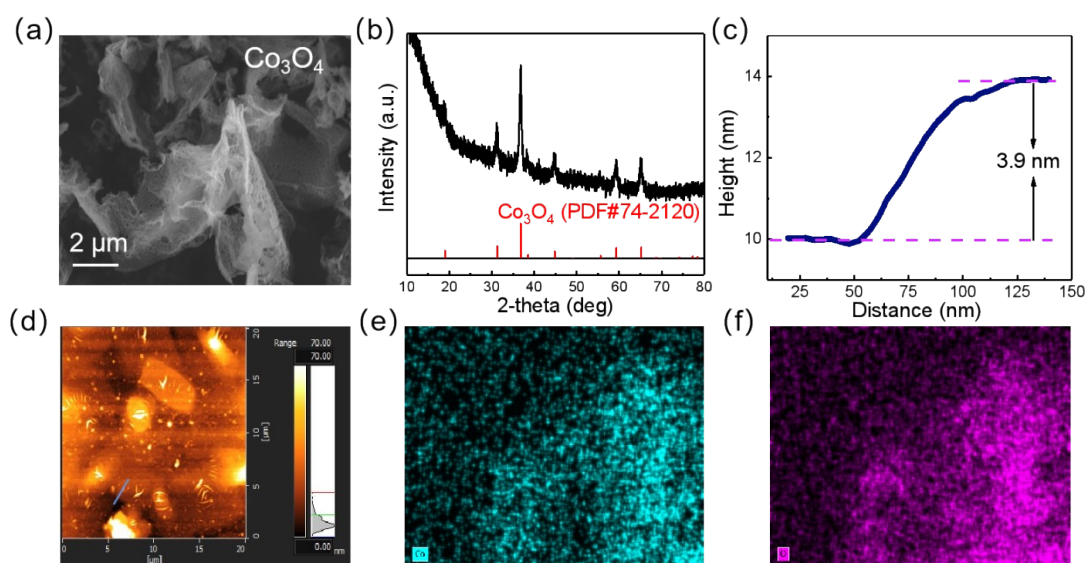 (a)
Co₃O₄
2 μm
(b)
Intensity (a.u.)
Co₃O₄ (PDF#74-2120)
10 20 30 40 50 60 70 80
2-theta (deg)
(c)
Height (nm)
14
12
10
3.9 nm
25 50 75 100 125 150
Distance (nm)
(d)
Range 70.00
70.00
20
15
10
5
0
[μm]
0 5 10 15 20
[μm]
0.00
nm
(e)
Co
(f)